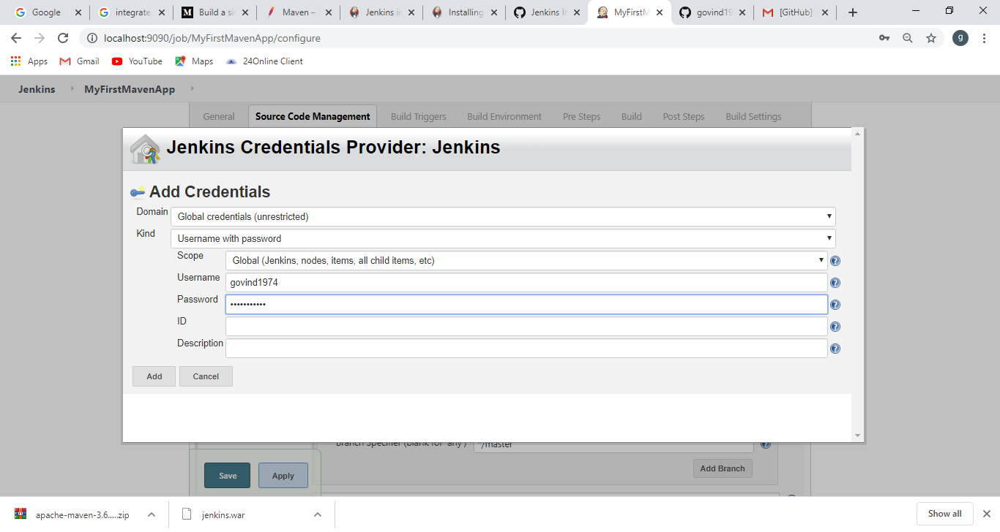 Google
integrate
Build a si
Maven –
Jenkins in
Installing
Jenkins In
MyFirstM
govind19
[GitHub]
localhost:9090/job/MyFirstMavenApp/configure
g
Apps
Gmail
YouTube
Maps
24Online Client
Jenkins
MyFirstMavenApp
General
Source Code Management
Build Triggers
Build Environment
Pre Steps
Build
Post Steps
Build Settings
Jenkins Credentials Provider: Jenkins
Add Credentials
Domain
Global credentials (unrestricted)
Kind
Username with password
Scope
Global (Jenkins, nodes, items, all child items, etc)
Username
govind1974
Password
•••••••••••
ID
Description
Add
Cancel
Branch Specifier (blank for 'any')
*/master
Add Branch
Save
Apply
apache-maven-3.6.....zip
jenkins.war
Show all